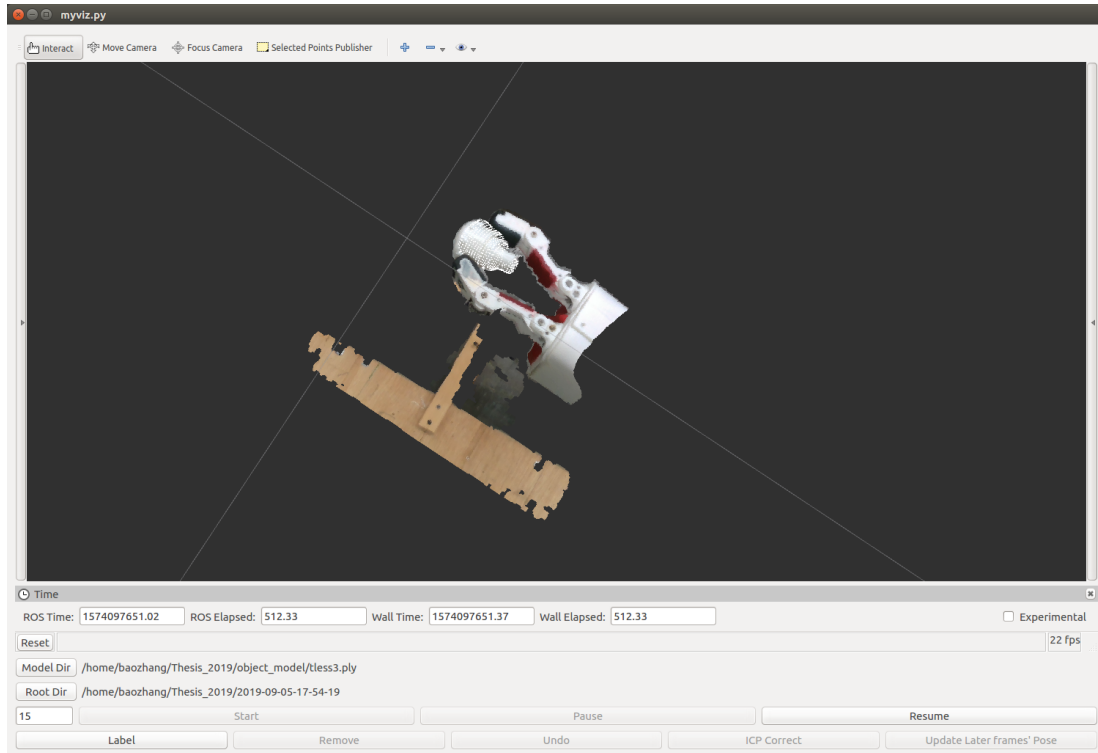 myviz.py
Interact Move Camera Focus Camera Selected Points Publisher
Time
ROS Time: 1574097651.02 ROS Elapsed: 512.33 Wall Time: 1574097651.37 Wall Elapsed: 512.33 Experimental
Reset 22 fps
Model Dir /home/baozhang/Thesis_2019/object_model/tless3.ply
Root Dir /home/baozhang/Thesis_2019/2019-09-05-17-54-19
15 Start Pause Resume
Label Remove Undo ICP Correct Update Later frames' Pose